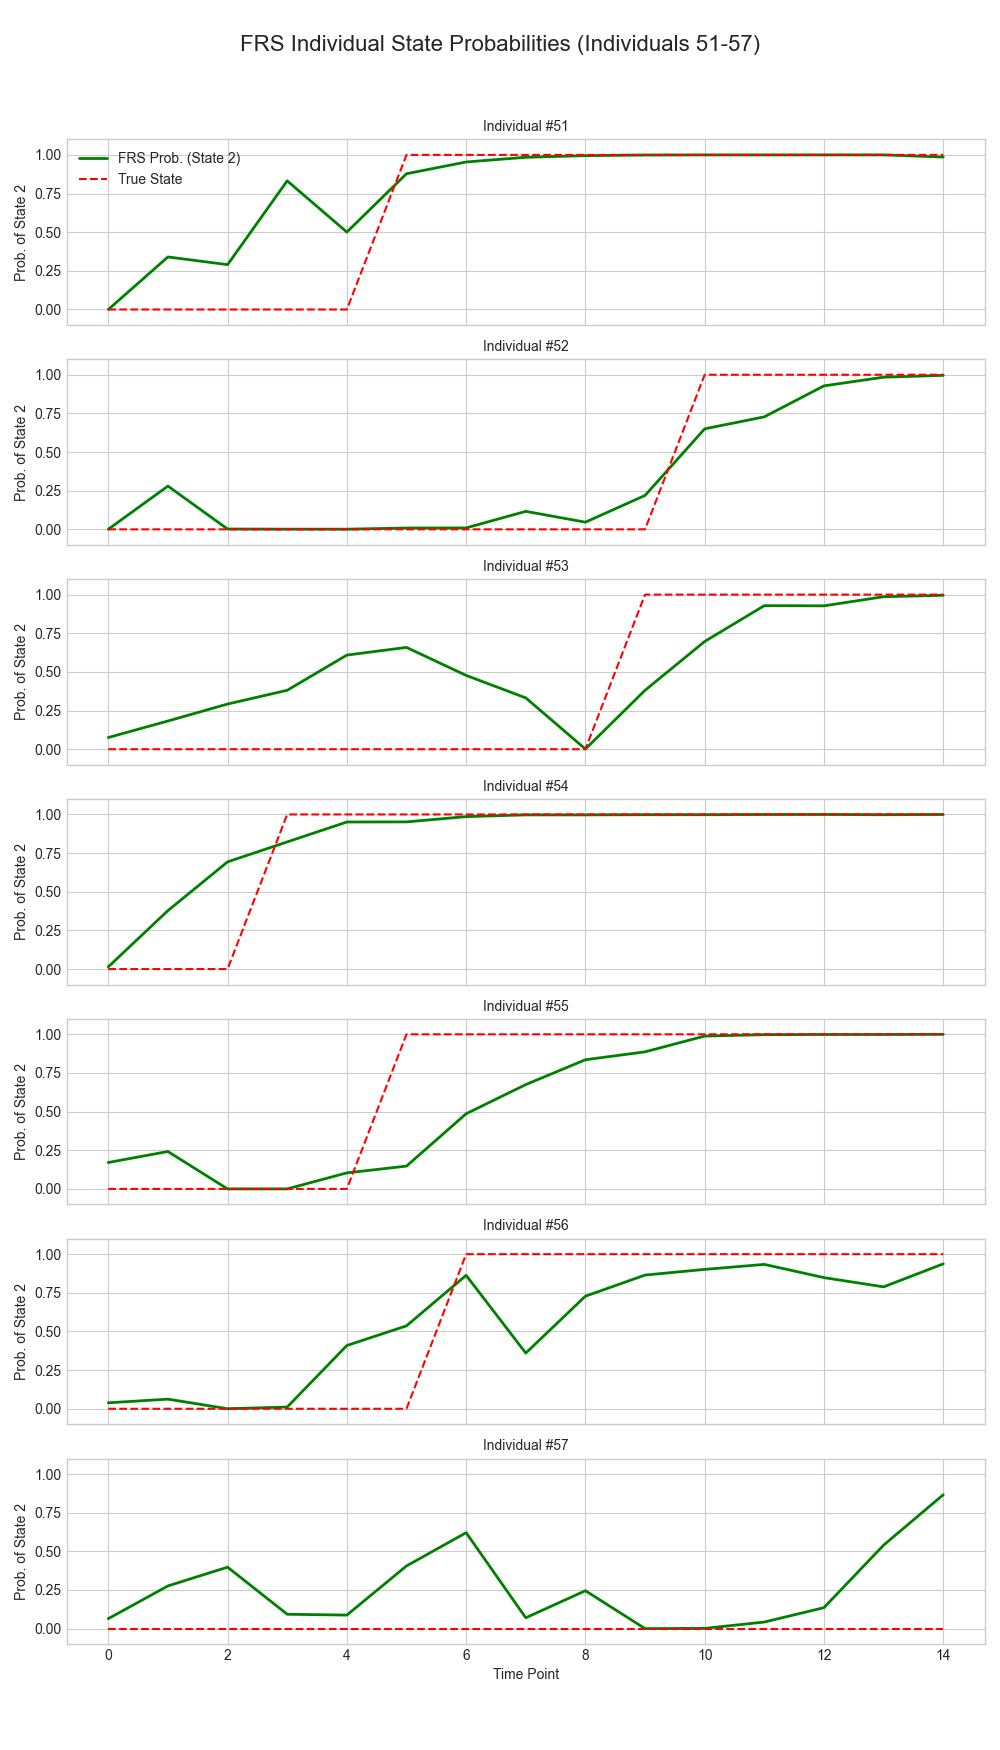 FRS Individual State Probabilities (Individuals 51-57)
Individual #51
FRS Prob. (State 2)
True State
1.00
0.75
0.50
0.25
0.00
Prob. of State 2
Individual #52
1.00
0.75
0.50
0.25
0.00
Prob. of State 2
Individual #53
1.00
0.75
0.50
0.25
0.00
Prob. of State 2
Individual #54
1.00
0.75
0.50
0.25
0.00
Prob. of State 2
Individual #55
1.00
0.75
0.50
0.25
0.00
Prob. of State 2
Individual #56
1.00
0.75
0.50
0.25
0.00
Prob. of State 2
Individual #57
1.00
0.75
0.50
0.25
0.00
Prob. of State 2
0 2 4 6 8 10 12 14
Time Point